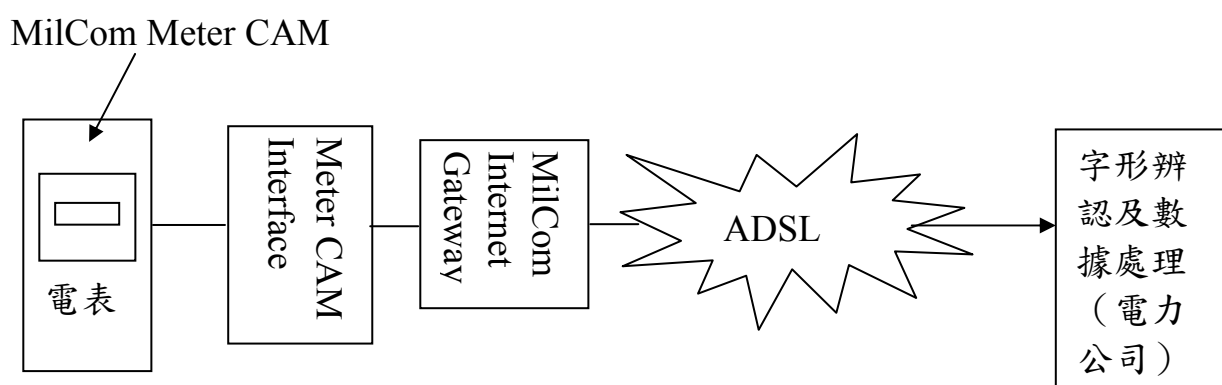 MilCom Meter CAM
電表
Meter CAM
Interface
MilCom
Internet
Gateway
ADSL
字形辨
認及數
據處理
（電力
公司）